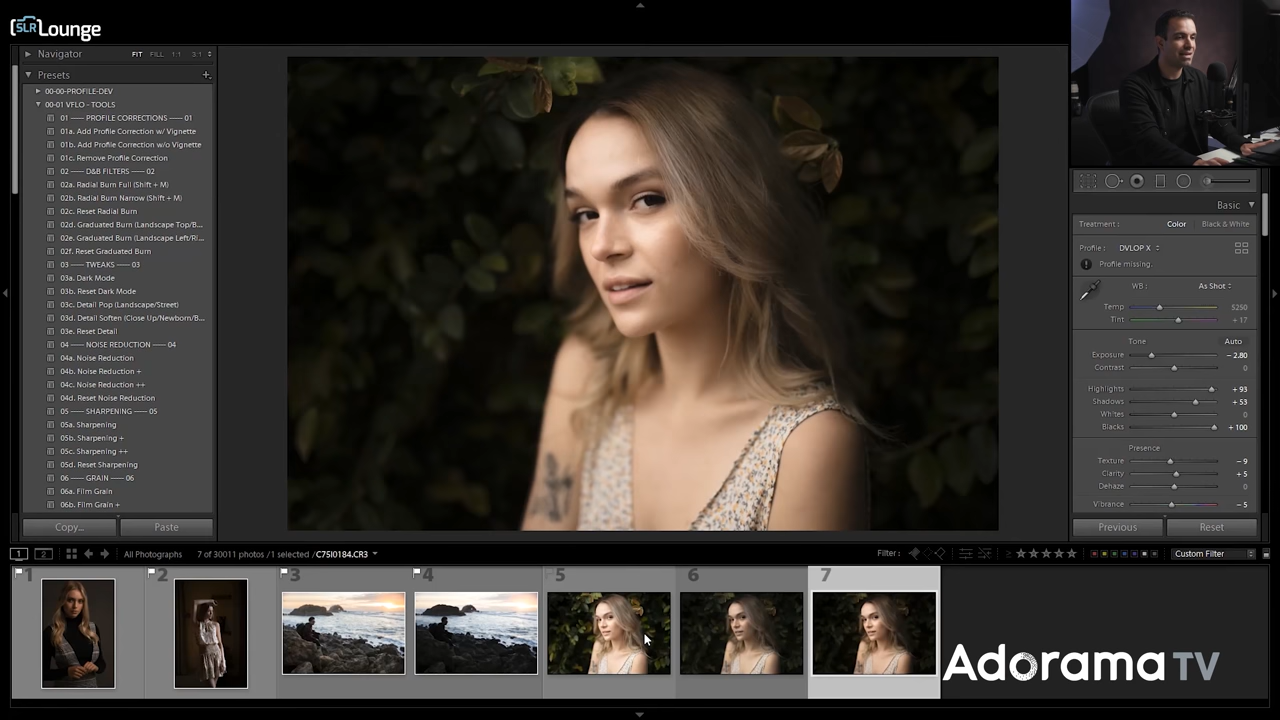 SLR Lounge
Navigator FIT FILL 1:1 3:1
Presets +
00-00-PROFILE-DEV
00-01 VFLO - TOOLS
01 —— PROFILE CORRECTIONS —— 01
01a. Add Profile Correction w/ Vignette
01b. Add Profile Correction w/o Vignette
01c. Remove Profile Correction
02 —— D&B FILTERS —— 02
02a. Radial Burn Full (Shift + M)
02b. Radial Burn Narrow (Shift + M)
02c. Reset Radial Burn
02d. Graduated Burn (Landscape Top/B...
02e. Graduated Burn (Landscape Left/Ri...
02f. Reset Graduated Burn
03 —— TWEAKS —— 03
03a. Dark Mode
03b. Reset Dark Mode
03c. Detail Pop (Landscape/Street)
03d. Detail Soften (Close Up/Newborn/B...
03e. Reset Detail
04 —— NOISE REDUCTION —— 04
04a. Noise Reduction
04b. Noise Reduction +
04c. Noise Reduction ++
04d. Reset Noise Reduction
05 —— SHARPENING —— 05
05a. Sharpening
05b. Sharpening +
05c. Sharpening ++
05d. Reset Sharpening
06 —— GRAIN —— 06
06a. Film Grain
06b. Film Grain +
Copy... Paste
Basic
Treatment : Color Black & White
Profile : DVLOP X
! Profile missing.
WB : As Shot
Temp 5250
Tint + 17
Tone Auto
Exposure − 2.80
Contrast 0
Highlights + 93
Shadows + 53
Whites 0
Blacks + 100
Presence
Texture − 9
Clarity + 5
Dehaze 0
Vibrance − 5
Previous Reset
1 2 All Photographs 7 of 30011 photos / 1 selected / C75I0184.CR3 Filter : ≥ Custom Filter
1 2 3 4 5 6 7
Adorama TV